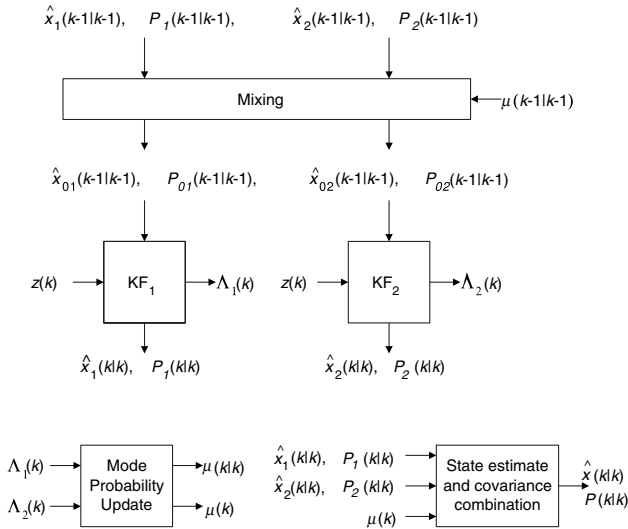 x̂₁(k-1|k-1), P₁(k-1|k-1), x̂₂(k-1|k-1), P₂(k-1|k-1)
Mixing
μ(k-1|k-1)
x̂₀₁(k-1|k-1), P₀₁(k-1|k-1), x̂₀₂(k-1|k-1) P₀₂(k-1|k-1)
z(k) KF₁ Λ₁(k) z(k) KF₂ Λ₂(k)
x̂₁(k|k), P₁(k|k) x̂₂(k|k), P₂(k|k)
Λ₁(k)
Λ₂(k)
Mode
Probability
Update
μ(k|k)
μ(k)
x̂₁(k|k), P₁(k|k)
x̂₂(k|k), P₂(k|k)
μ(k)
State estimate
and covariance
combination
x̂(k|k)
P(k|k)